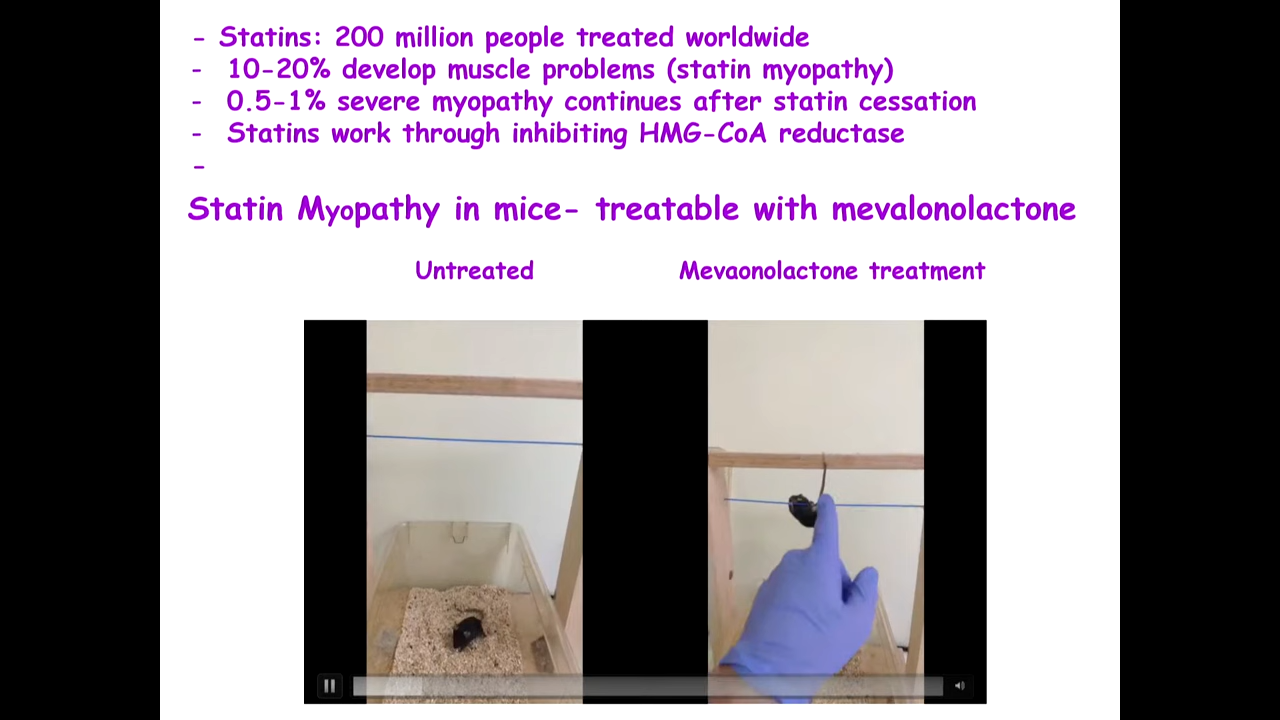 - Statins: 200 million people treated worldwide
- 10-20% develop muscle problems (statin myopathy)
- 0.5-1% severe myopathy continues after statin cessation
- Statins work through inhibiting HMG-CoA reductase
-
Statin Myopathy in mice- treatable with mevalonolactone
Untreated
Mevaonolactone treatment